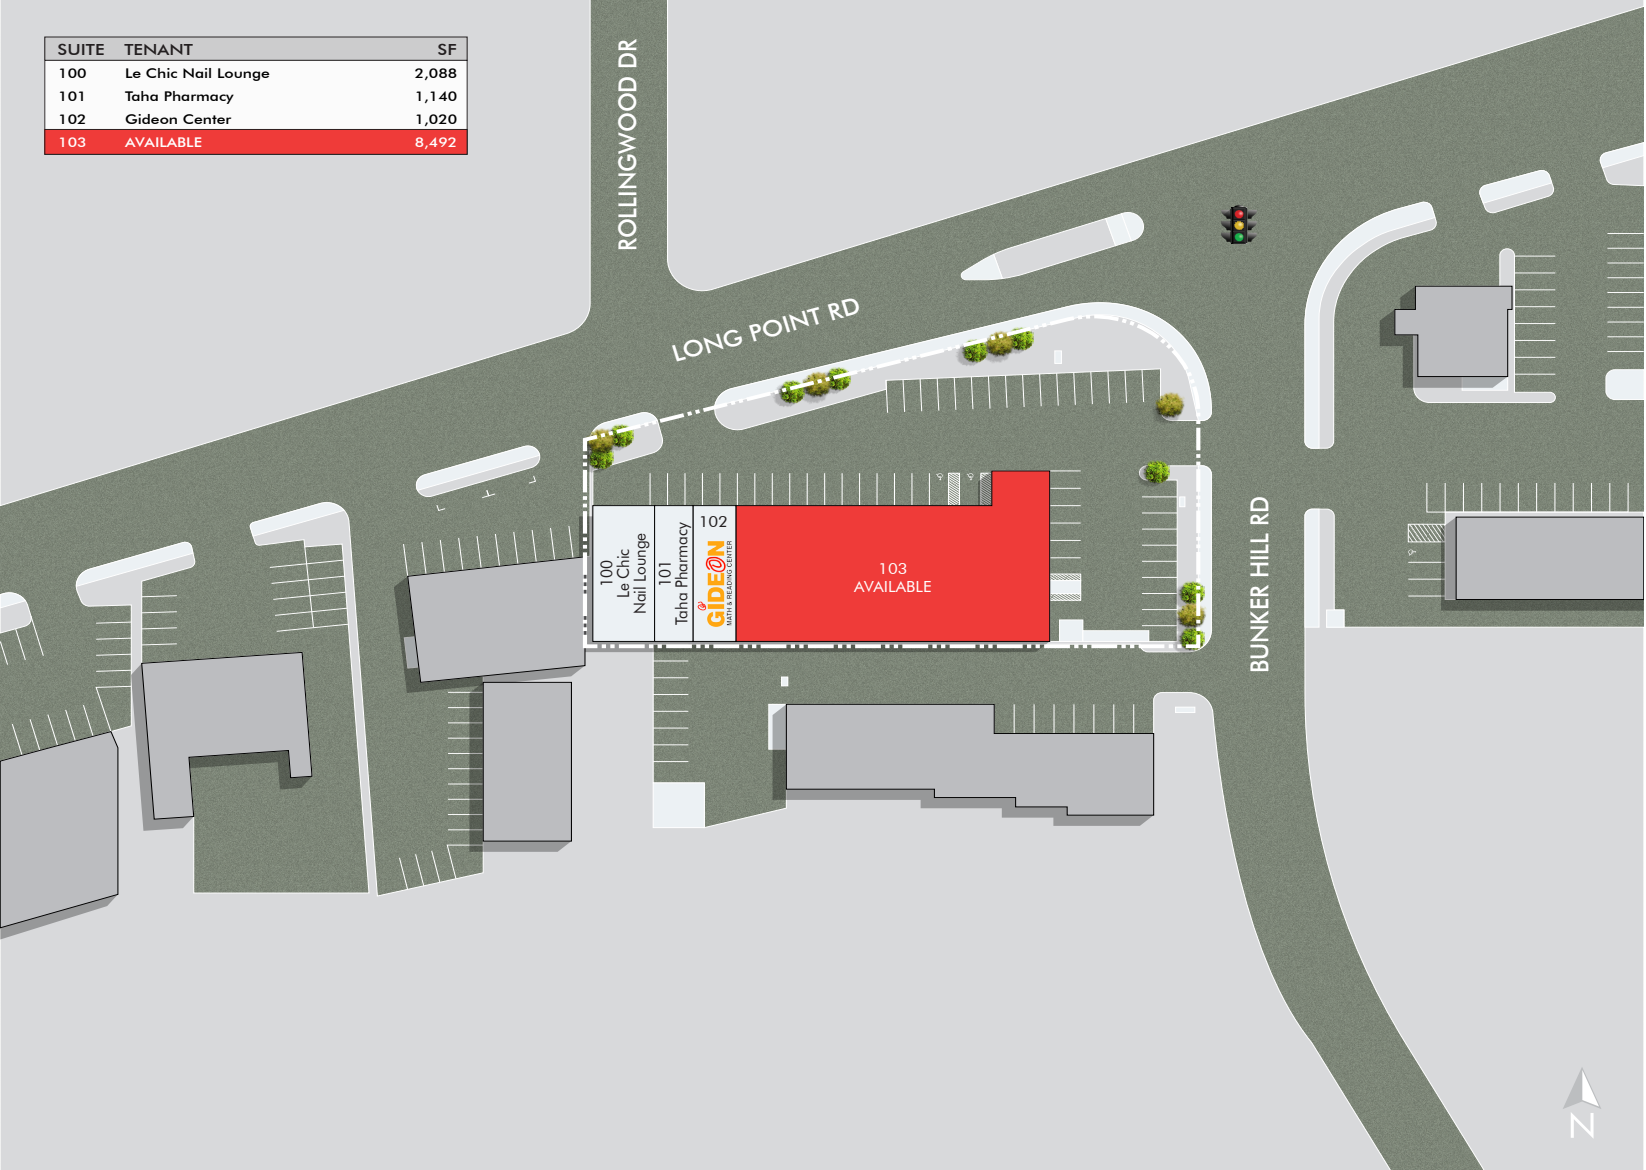 SUITE TENANT SF
100 Le Chic Nail Lounge 2,088
101 Taha Pharmacy 1,140
102 Gideon Center 1,020
103 AVAILABLE 8,492
ROLLINGWOOD DR
LONG POINT RD
BUNKER HILL RD
100
Le Chic
Nail Lounge
101
Taha Pharmacy
102
GIDEON
MATH & READING CENTER
103
AVAILABLE
N